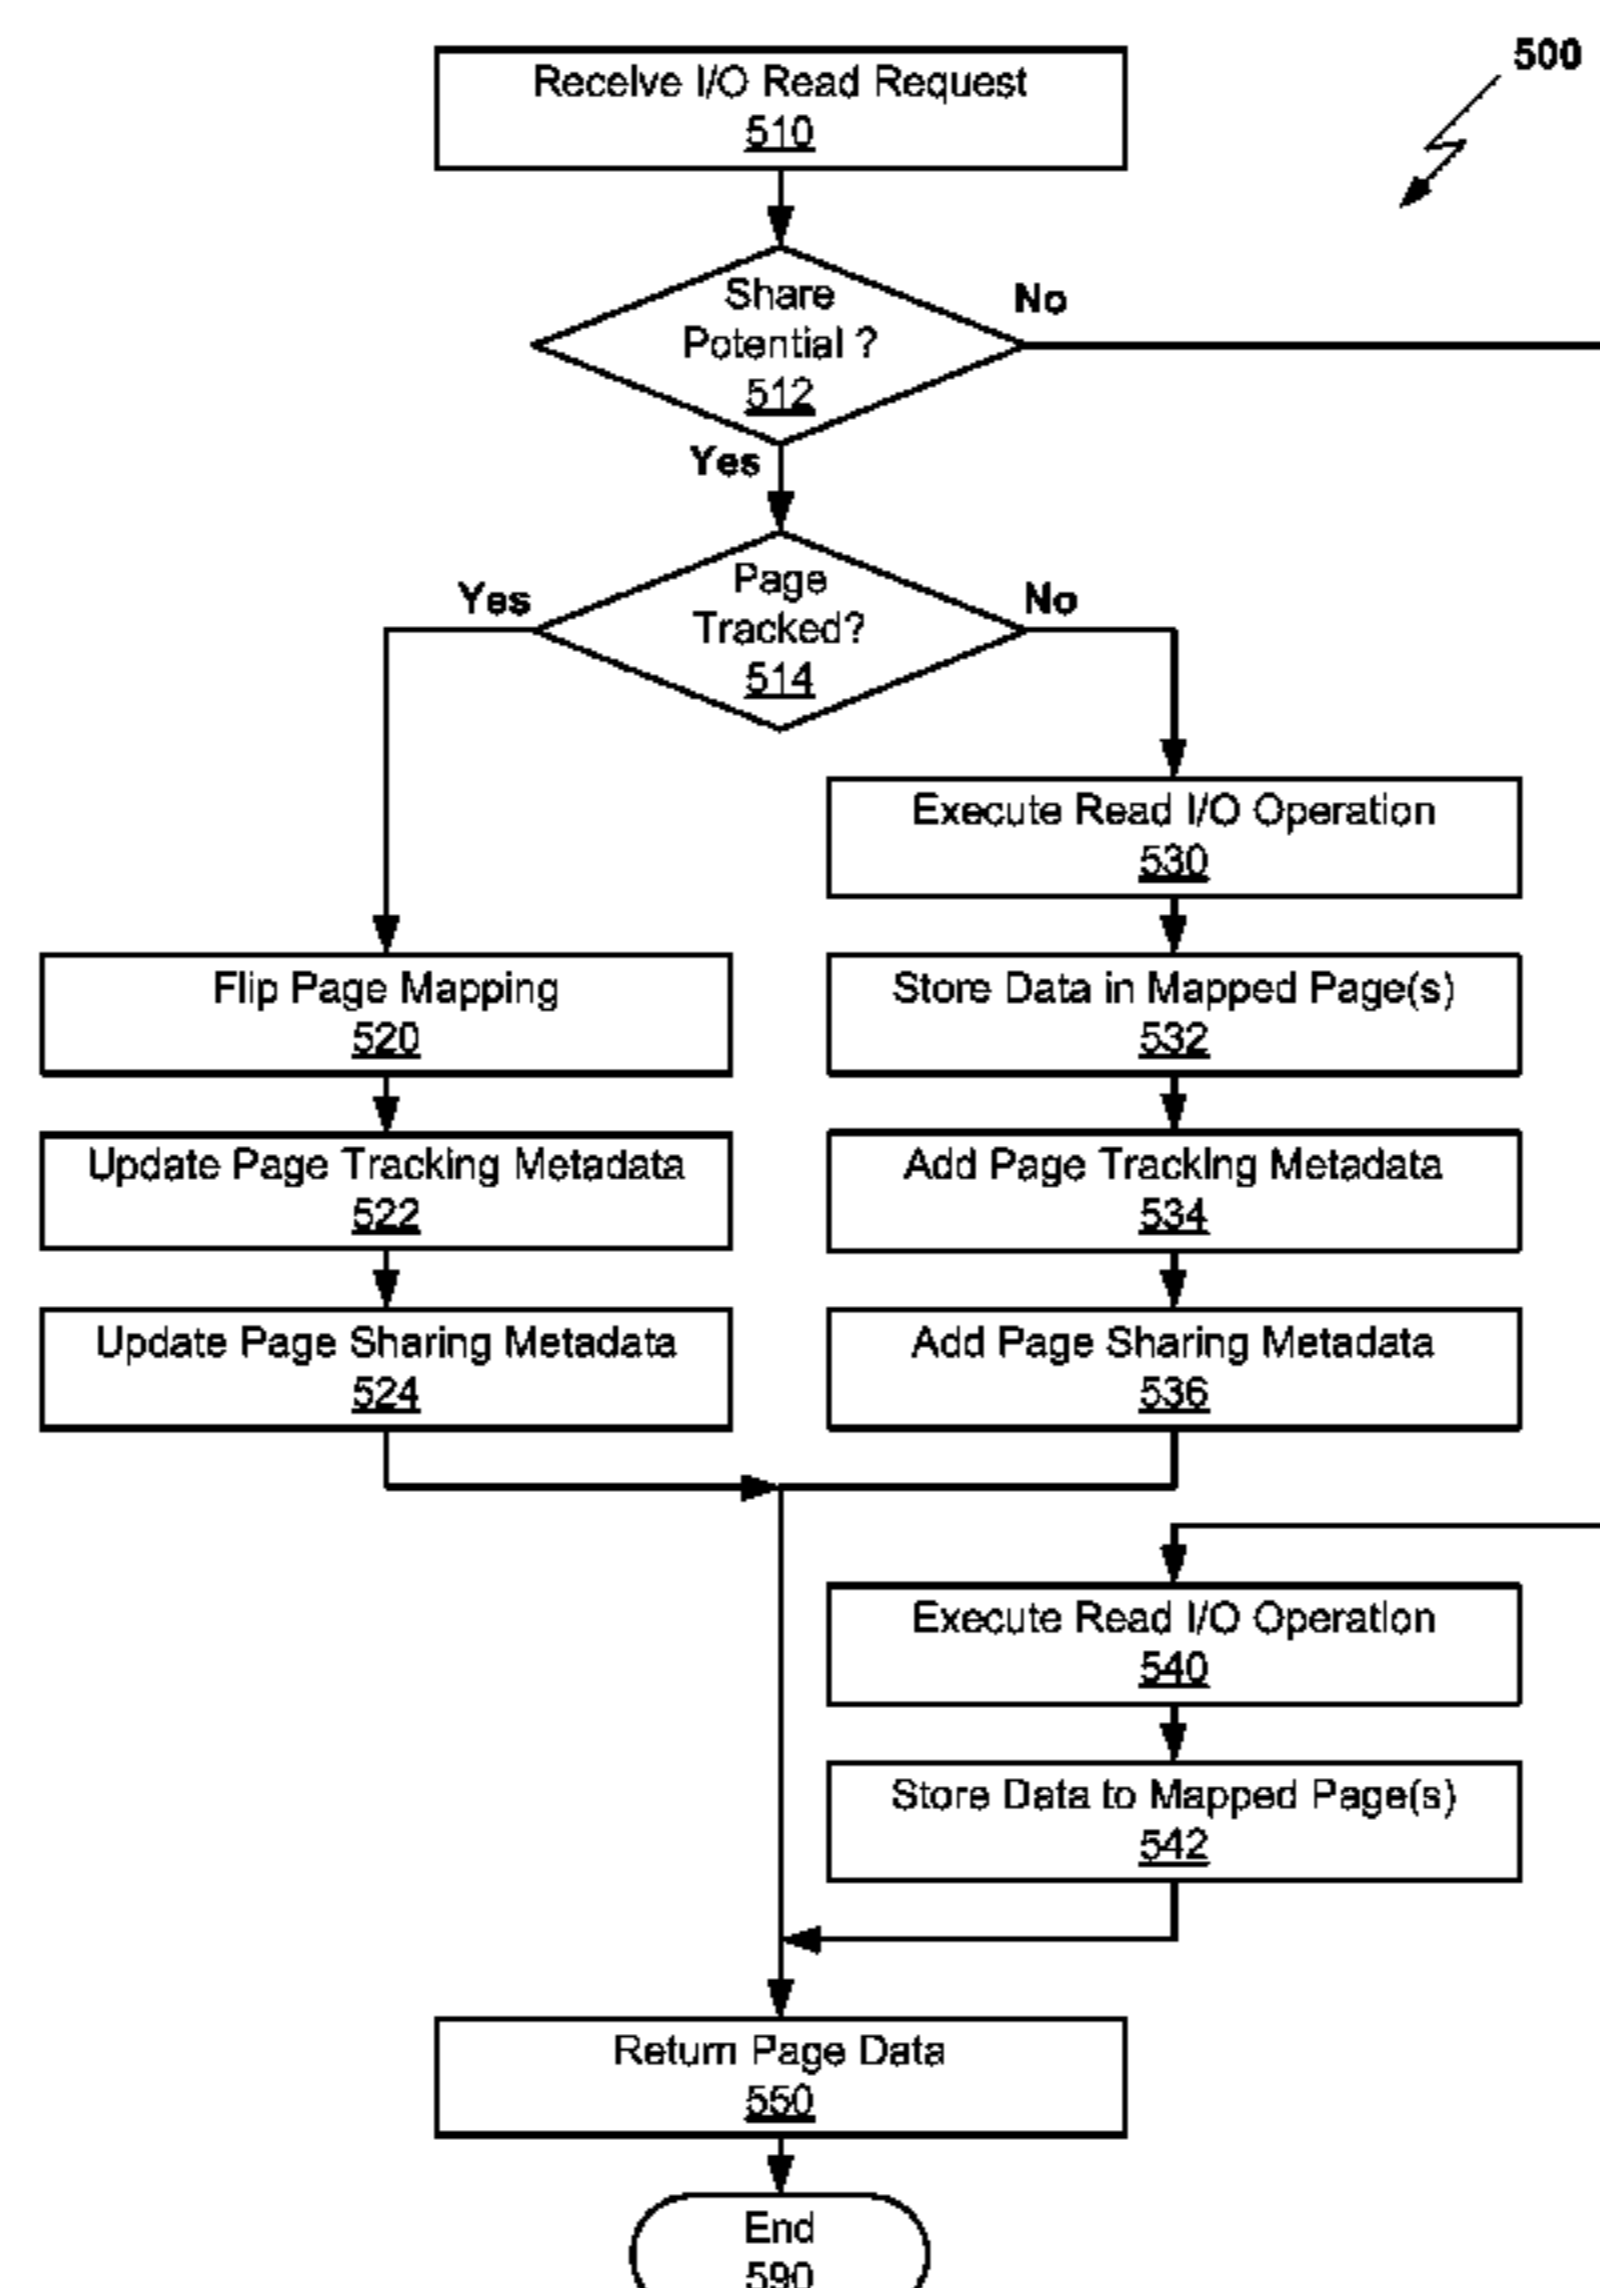 500
Receive I/O Read Request
510
Share
Potential ?
512
No
Yes
Page
Tracked?
514
Yes
No
Execute Read I/O Operation
530
Flip Page Mapping
520
Store Data in Mapped Page(s)
532
Update Page Tracking Metadata
522
Add Page Tracking Metadata
534
Update Page Sharing Metadata
524
Add Page Sharing Metadata
536
Execute Read I/O Operation
540
Store Data to Mapped Page(s)
542
Return Page Data
550
End
590